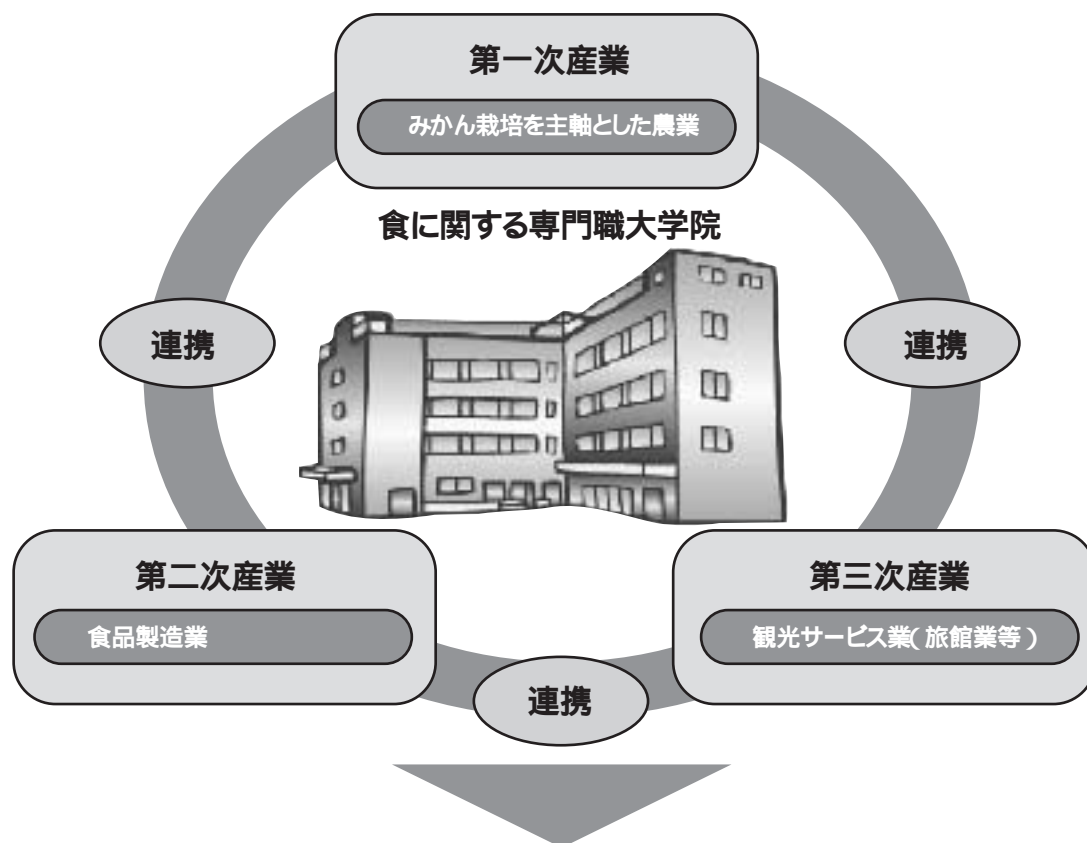 第一次産業
みかん栽培を主軸とした農業
食に関する専門職大学院
連携
連携
第二次産業
食品製造業
第三次産業
観光サービス業(旅館業等)
連携